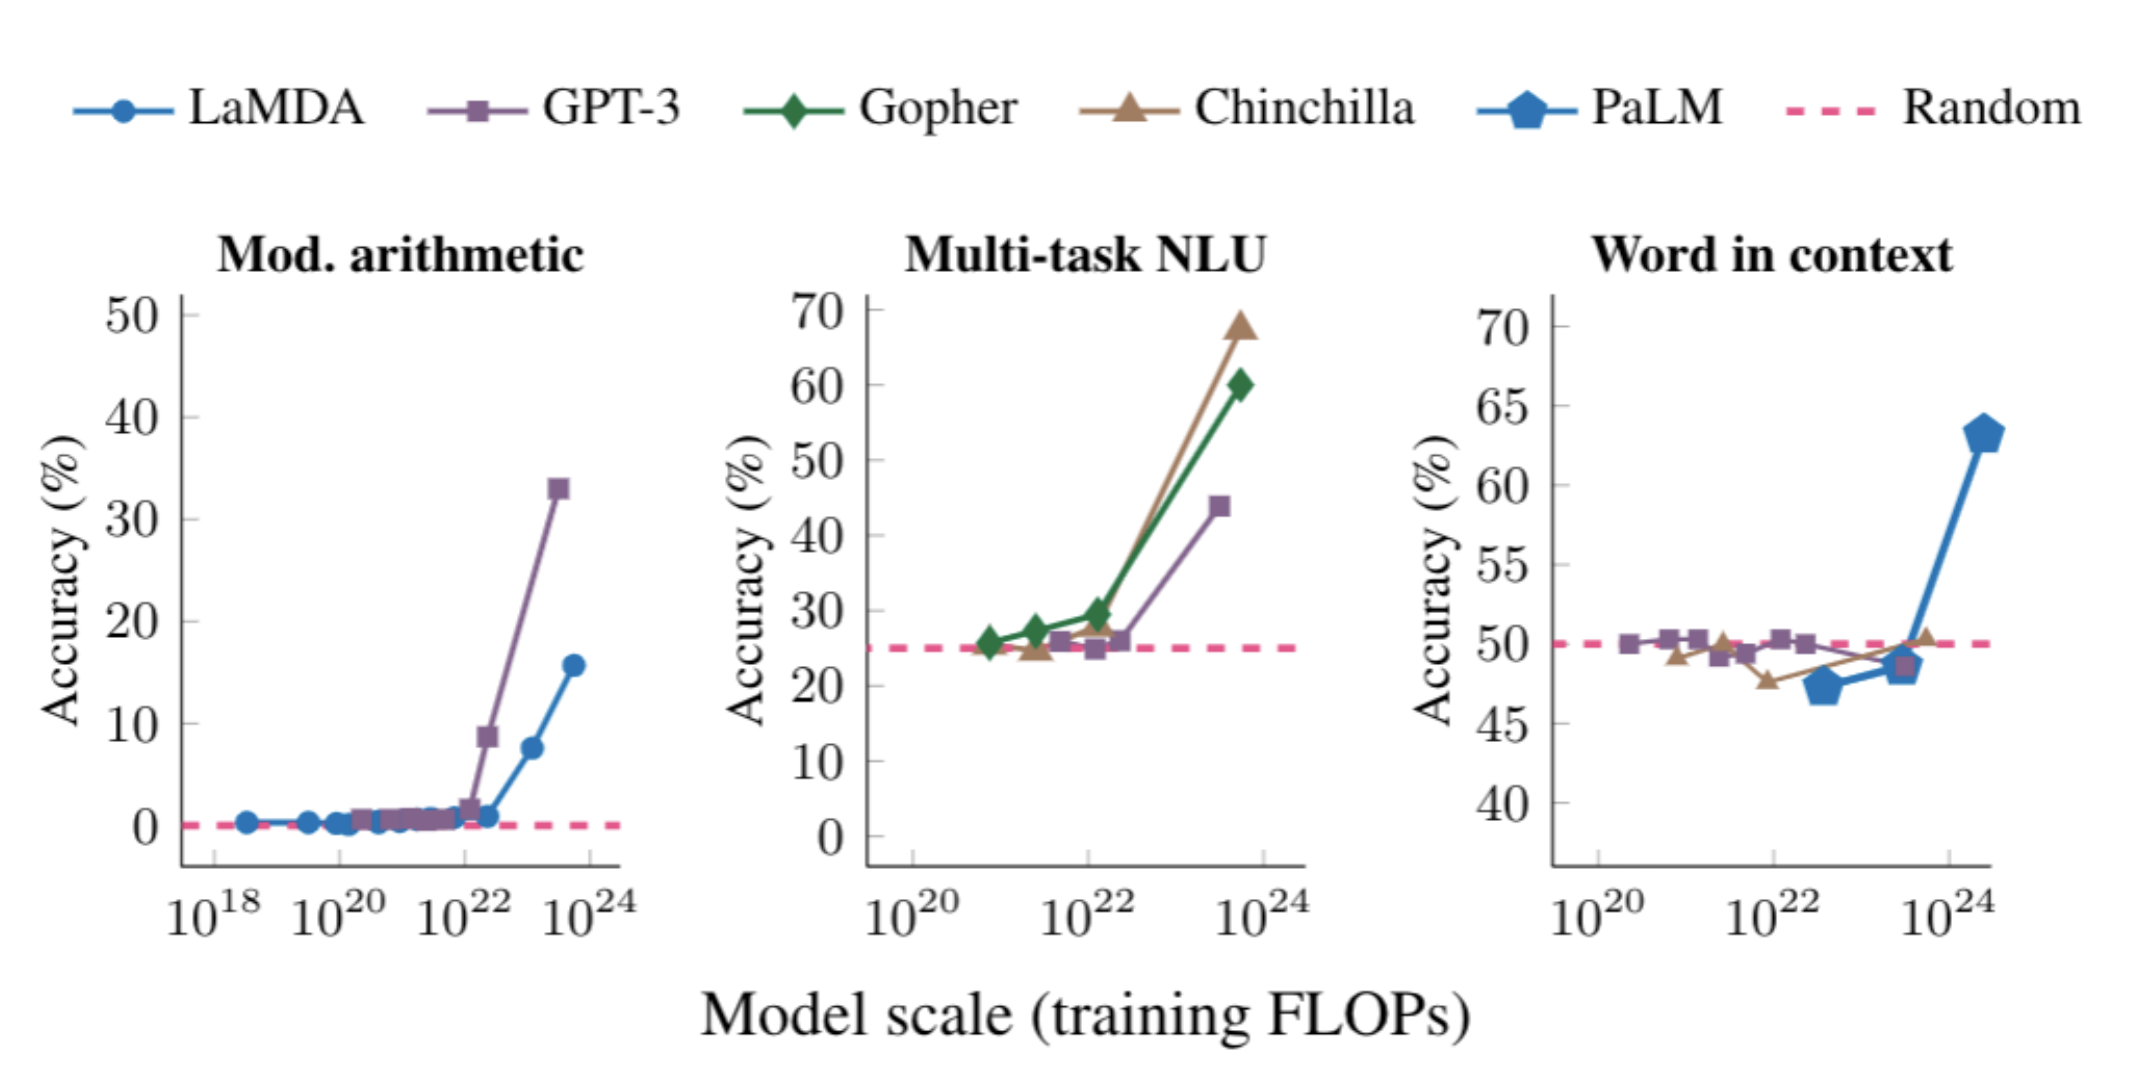 LaMDA GPT-3 Gopher Chinchilla PaLM Random
Mod. arithmetic
Accuracy (%)
50
40
30
20
10
0
10^18 10^20 10^22 10^24
Multi-task NLU
Accuracy (%)
70
60
50
40
30
20
10
0
10^20 10^22 10^24
Word in context
Accuracy (%)
70
65
60
55
50
45
40
10^20 10^22 10^24
Model scale (training FLOPs)